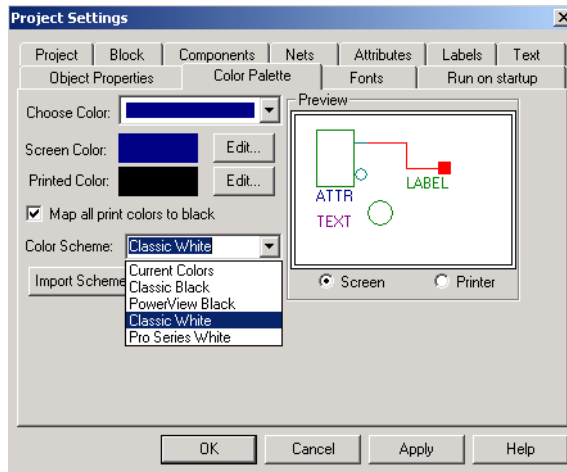 Project Settings
Project Block Components Nets Attributes Labels Text
Object Properties Color Palette Fonts Run on startup
Choose Color:
Preview
Screen Color: Edit...
Printed Color: Edit...
ATTR LABEL
TEXT
Map all print colors to black
Color Scheme: Classic White
Import Scheme
Current Colors
Classic Black
PowerView Black
Classic White
Pro Series White
Screen Printer
OK Cancel Apply Help